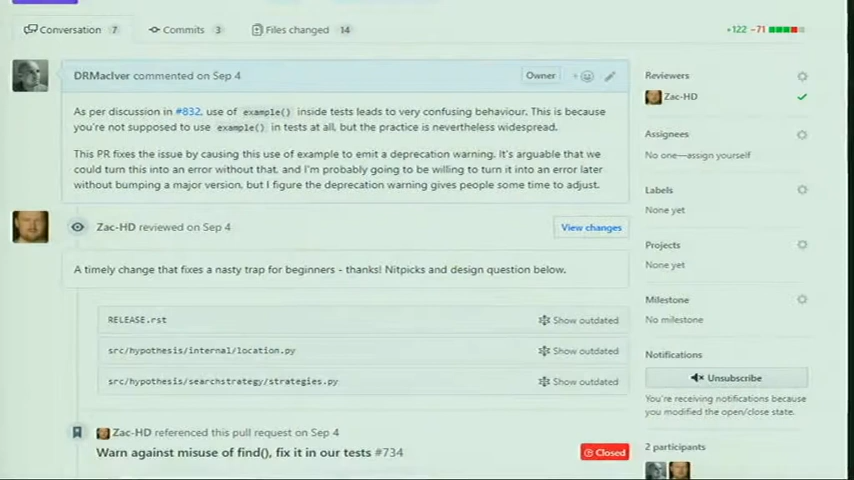 Conversation 7
Commits 3
Files changed 14
+122 −71
DRMacIver commented on Sep 4
Owner
As per discussion in #832, use of example() inside tests leads to very confusing behaviour. This is because
you're not supposed to use example() in tests at all, but the practice is nevertheless widespread.
This PR fixes the issue by causing this use of example to emit a deprecation warning. It's arguable that we
could turn this into an error without that, and I'm probably going to be willing to turn it into an error later
without bumping a major version, but I figure the deprecation warning gives people some time to adjust.
Zac-HD reviewed on Sep 4
View changes
A timely change that fixes a nasty trap for beginners - thanks! Nitpicks and design question below.
RELEASE.rst
Show outdated
src/hypothesis/internal/location.py
Show outdated
src/hypothesis/searchstrategy/strategies.py
Show outdated
Zac-HD referenced this pull request on Sep 4
Warn against misuse of find(), fix it in our tests #734
Closed
Reviewers
Zac-HD
Assignees
No one—assign yourself
Labels
None yet
Projects
None yet
Milestone
No milestone
Notifications
Unsubscribe
You're receiving notifications because
you modified the open/close state.
2 participants